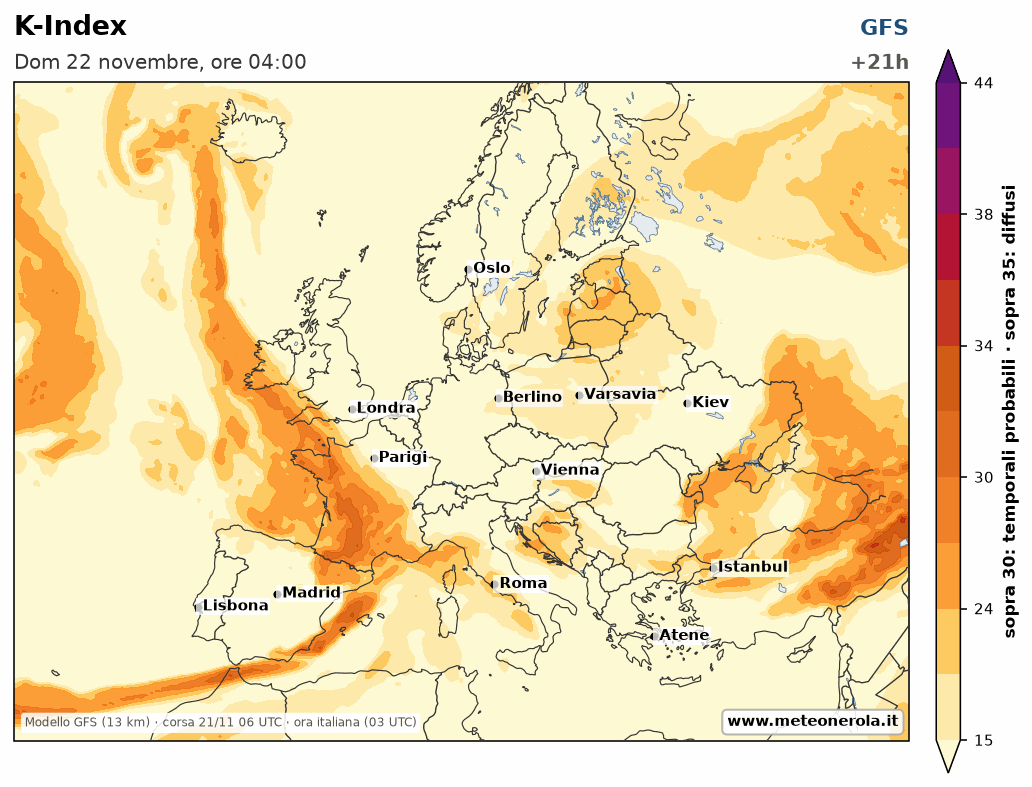 K-Index
GFS
Dom 22 novembre, ore 04:00
+21h
Oslo
Londra
Berlino
Varsavia
Kiev
Parigi
Vienna
Istanbul
Roma
Madrid
Lisbona
Atene
Modello GFS (13 km) · corsa 21/11 06 UTC · ora italiana (03 UTC)
www.meteonerola.it
44
38
34
30
24
15
sopra 30: temporali probabili · sopra 35: diffusi